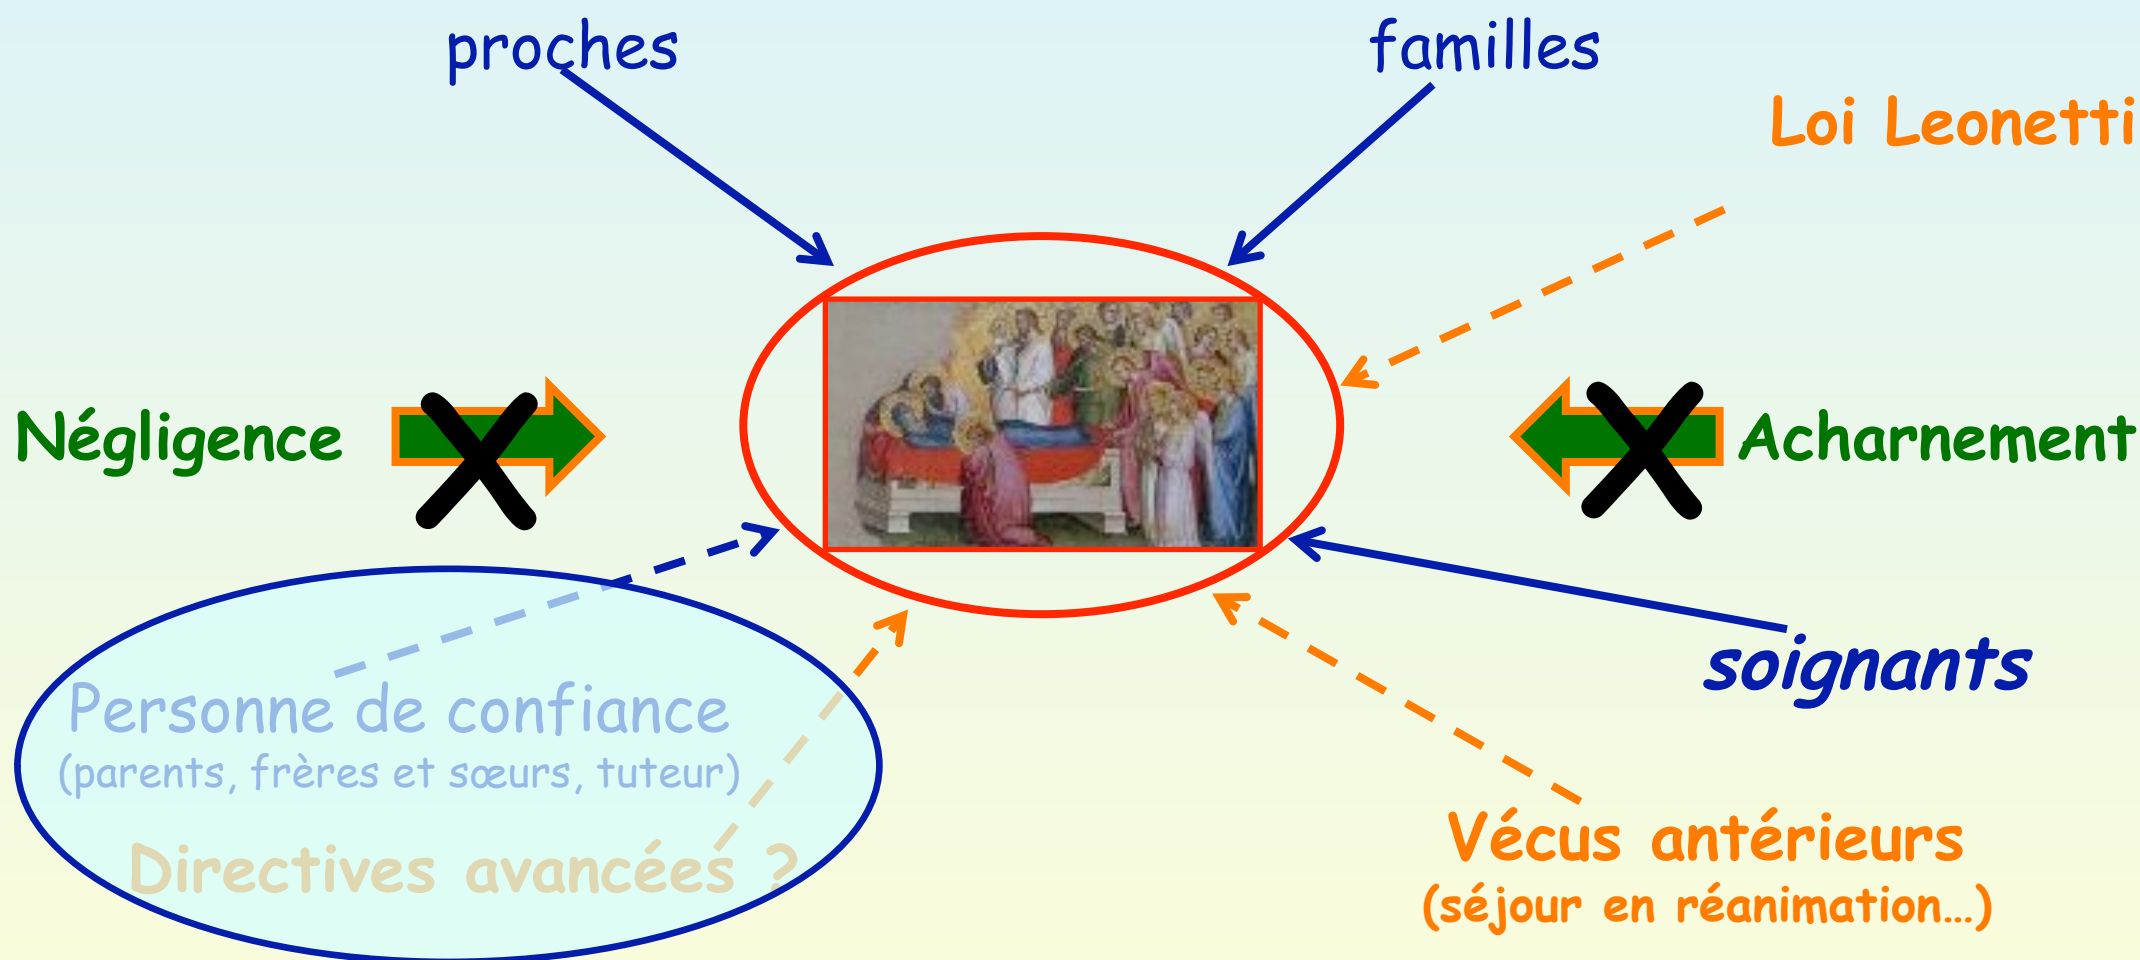 proches
familles
Loi Leonetti
Négligence
Acharnement
soignants
Personne de confiance
(parents, frères et sœurs, tuteur)
Directives avancées ?
Vécus antérieurs
(séjour en réanimation…)